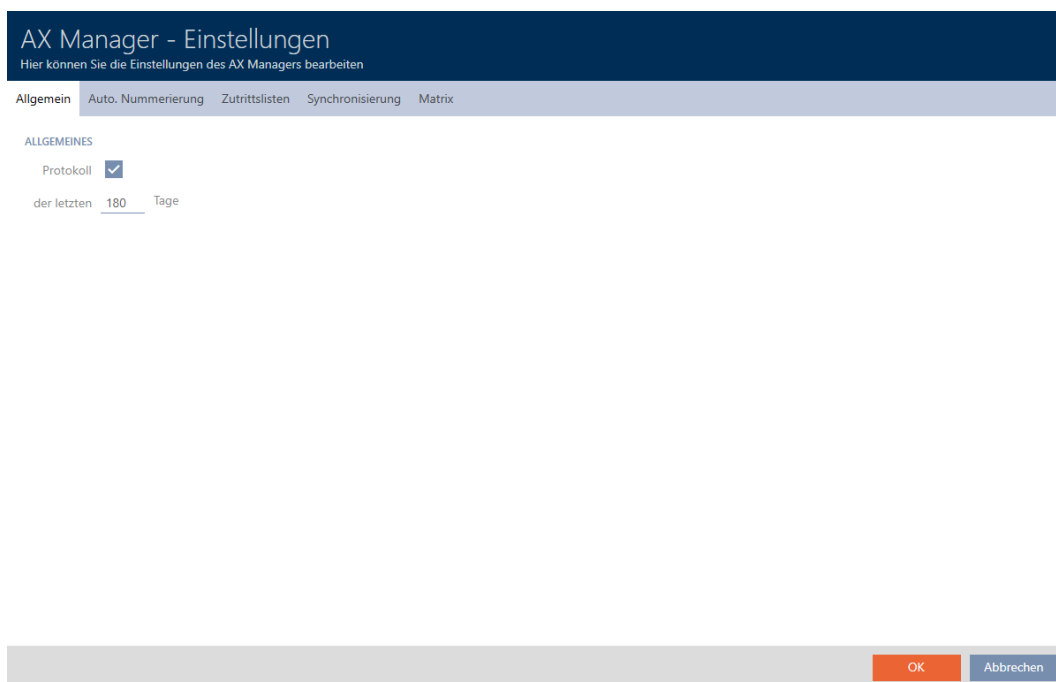 AX Manager - Einstellungen
Hier können Sie die Einstellungen des AX Managers bearbeiten
Allgemein Auto. Nummerierung Zutrittslisten Synchronisierung Matrix
ALLGEMEINES
Protokoll
der letzten 180 Tage
OK Abbrechen